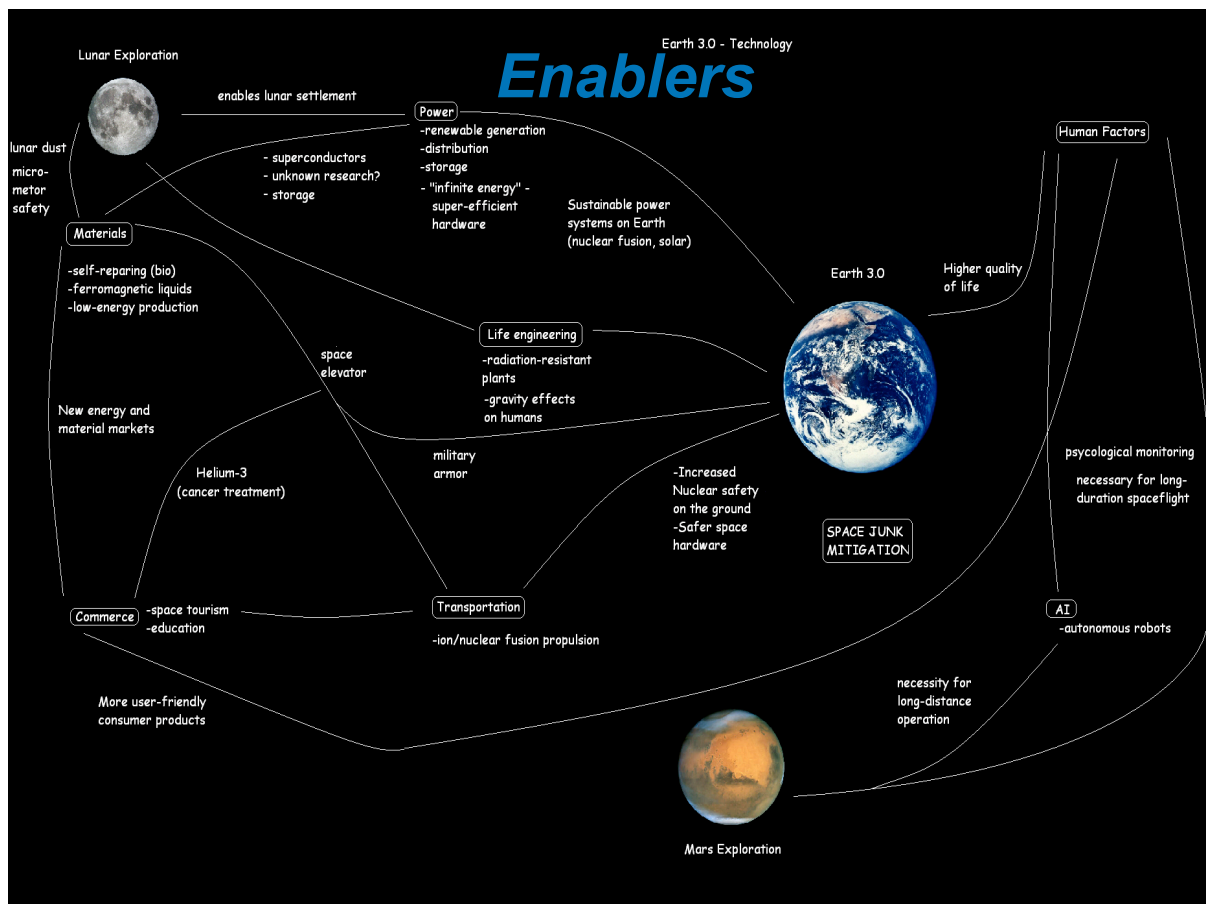 Earth 3.0 - Technology
Enablers
Lunar Exploration
enables lunar settlement
lunar dust
micro-
metor
safety
Power
-renewable generation
-distribution
-storage
- "infinite energy" -
super-efficient
hardware
- superconductors
- unknown research?
- storage
Sustainable power
systems on Earth
(nuclear fusion, solar)
Human Factors
Materials
-self-reparing (bio)
-ferromagnetic liquids
-low-energy production
Earth 3.0
Higher quality
of life
Life engineering
-radiation-resistant
plants
-gravity effects
on humans
space
elevator
New energy and
material markets
Helium-3
(cancer treatment)
military
armor
-Increased
Nuclear safety
on the ground
-Safer space
hardware
SPACE JUNK
MITIGATION
psycological monitoring
necessary for long-
duration spaceflight
Commerce
-space tourism
-education
Transportation
-ion/nuclear fusion propulsion
AI
-autonomous robots
More user-friendly
consumer products
necessity for
long-distance
operation
Mars Exploration